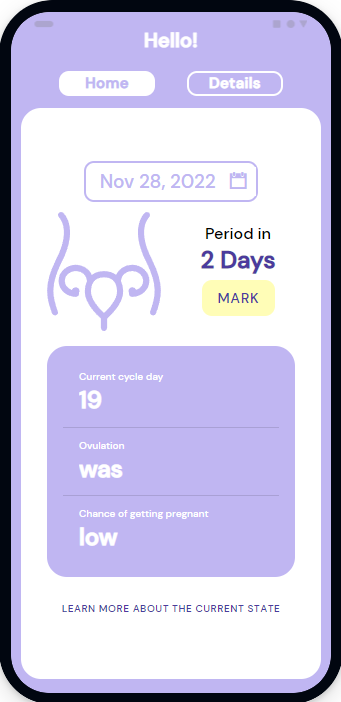 Hello!
Home
Details
Nov 28, 2022
Period in
2 Days
MARK
Current cycle day
19
Ovulation
was
Chance of getting pregnant
low
LEARN MORE ABOUT THE CURRENT STATE